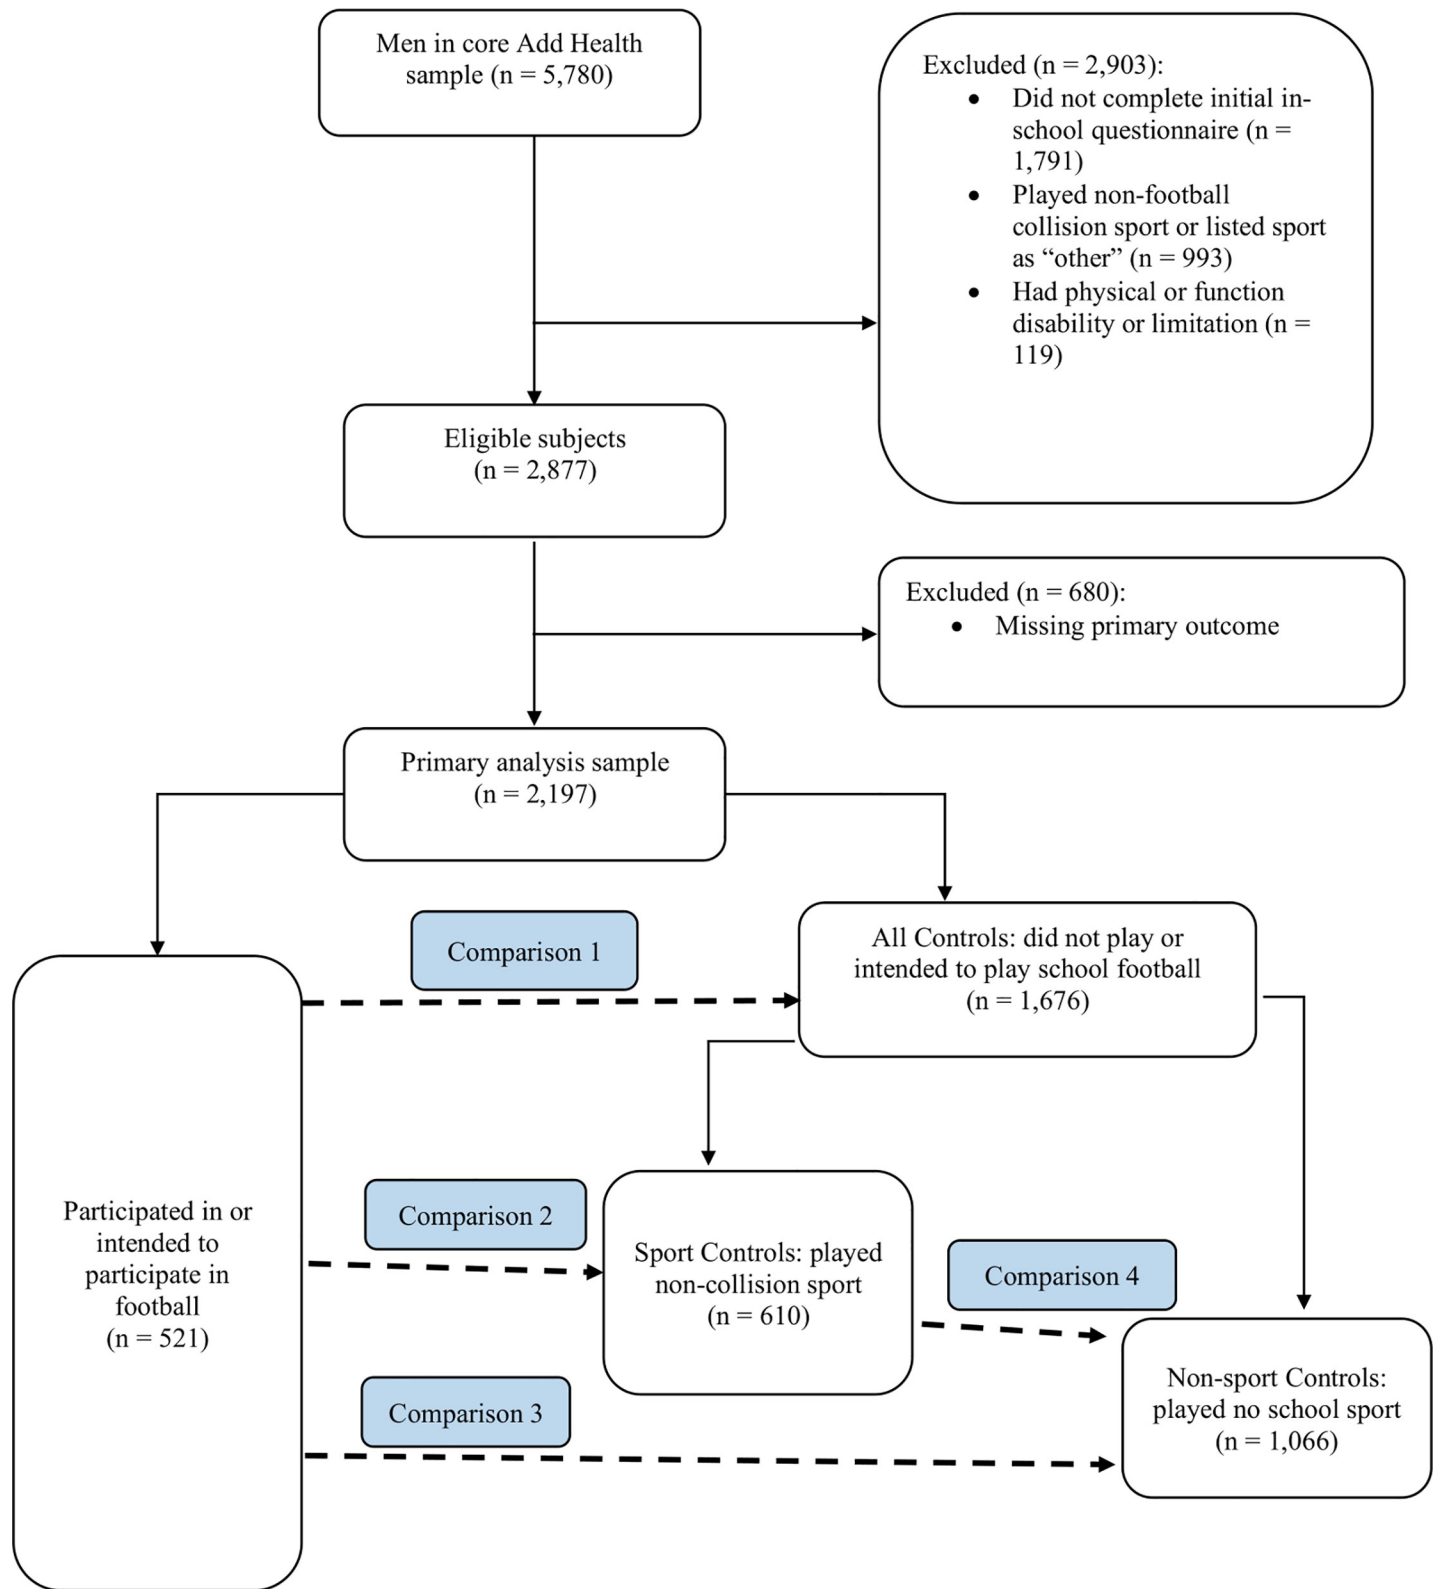 Men in core Add Health
sample (n = 5,780)
Excluded (n = 2,903):
• Did not complete initial in-
school questionnaire (n =
1,791)
• Played non-football
collision sport or listed sport
as “other” (n = 993)
• Had physical or function
disability or limitation (n =
119)
Eligible subjects
(n = 2,877)
Excluded (n = 680):
• Missing primary outcome
Primary analysis sample
(n = 2,197)
Comparison 1
All Controls: did not play or
intended to play school football
(n = 1,676)
Participated in or
intended to
participate in
football
(n = 521)
Comparison 2
Sport Controls: played
non-collision sport
(n = 610)
Comparison 4
Comparison 3
Non-sport Controls:
played no school sport
(n = 1,066)